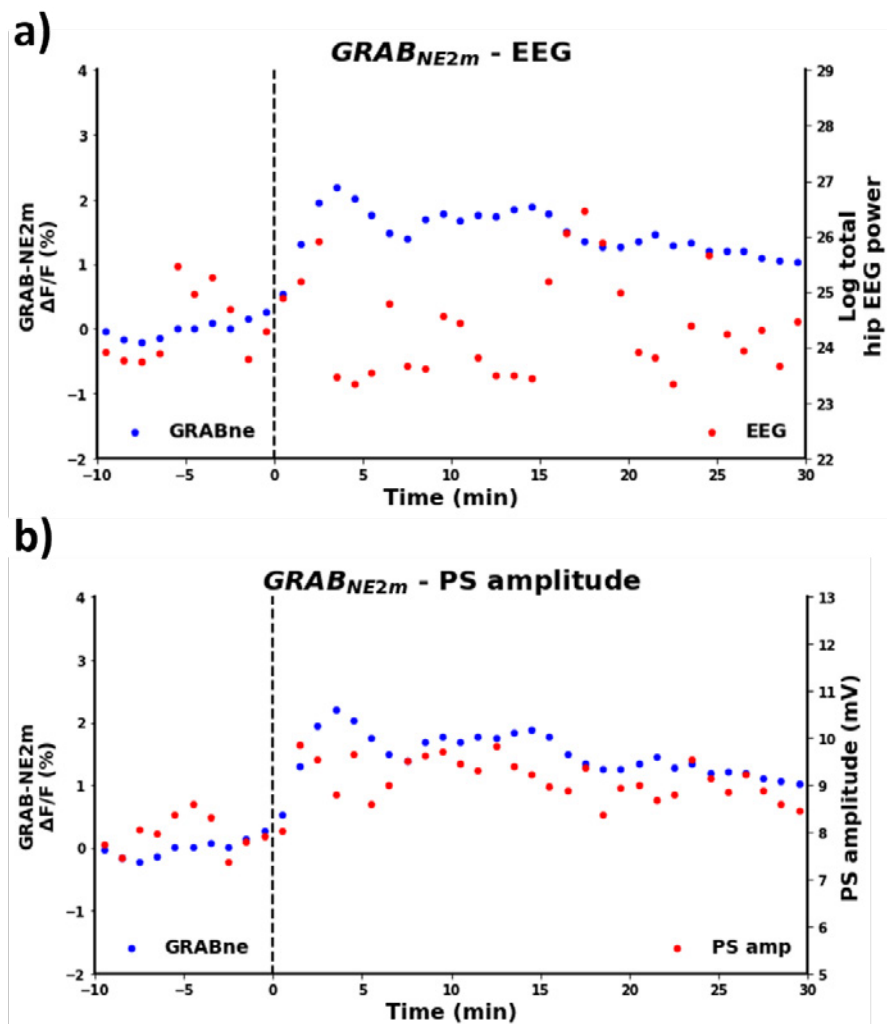 a)
GRAB_NE2m - EEG
GRAB-NE2m
ΔF/F (%)
4
3
2
1
0
−1
−2
29
28
27
26
25
24
23
22
Log total
hip EEG power
GRABne
EEG
−10
−5
0
5
10
15
20
25
30
Time (min)
b)
GRAB_NE2m - PS amplitude
GRAB-NE2m
ΔF/F (%)
4
3
2
1
0
−1
−2
13
12
11
10
9
8
7
6
5
PS amplitude (mV)
GRABne
PS amp
−10
−5
0
5
10
15
20
25
30
Time (min)